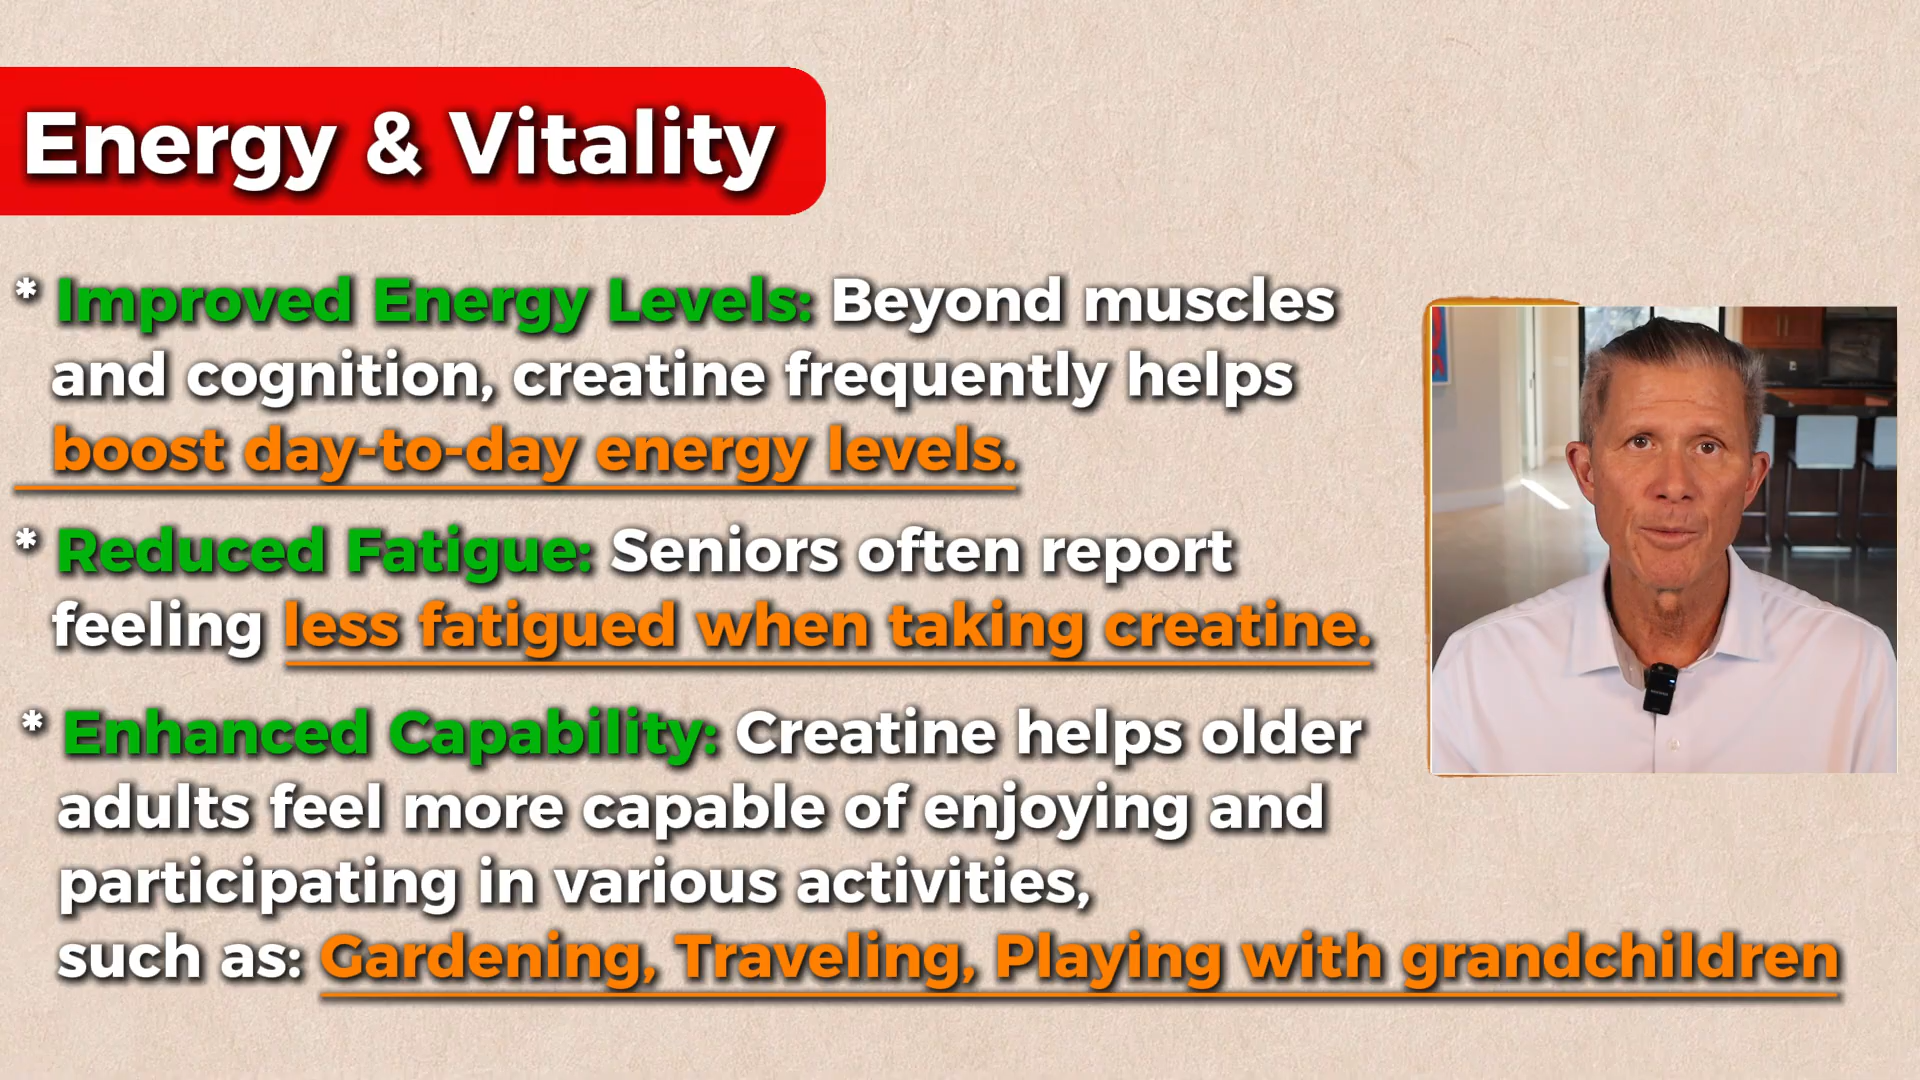 Energy & Vitality
* Improved Energy Levels: Beyond muscles
and cognition, creatine frequently helps
boost day-to-day energy levels.
* Reduced Fatigue: Seniors often report
feeling less fatigued when taking creatine.
* Enhanced Capability: Creatine helps older
adults feel more capable of enjoying and
participating in various activities,
such as: Gardening, Traveling, Playing with grandchildren